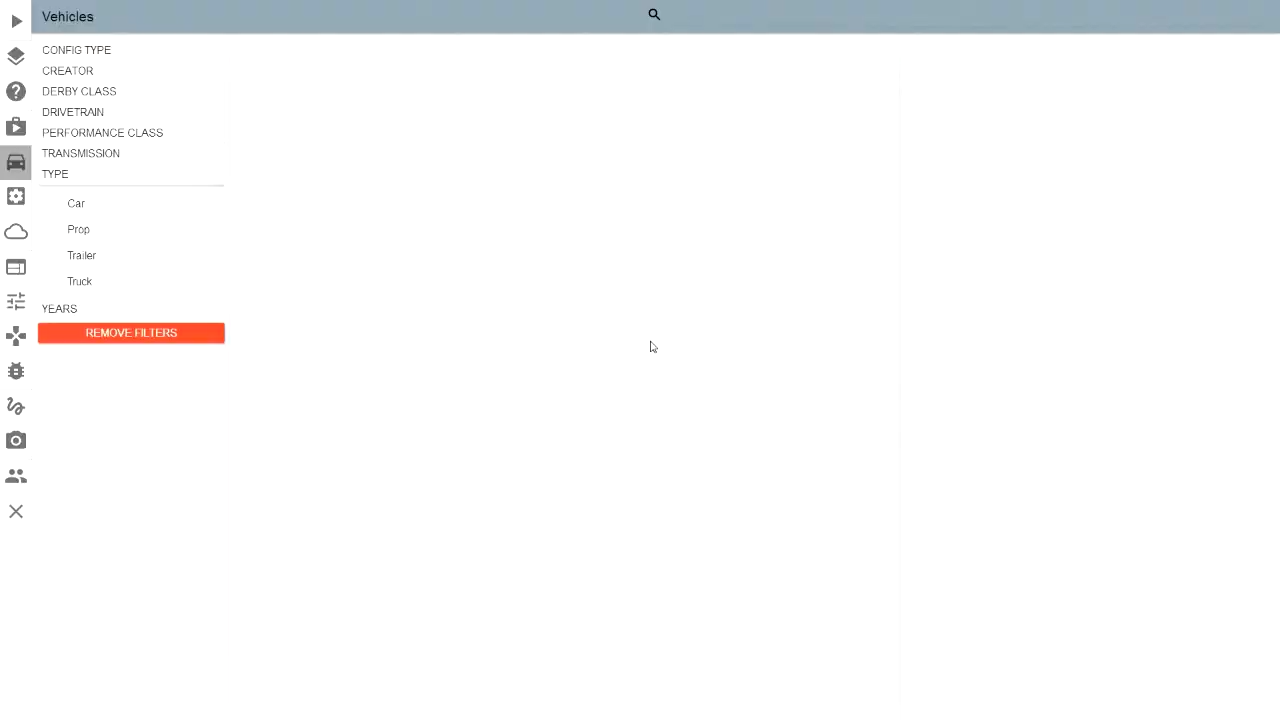 Vehicles
CONFIG TYPE
CREATOR
DERBY CLASS
DRIVETRAIN
PERFORMANCE CLASS
TRANSMISSION
TYPE
Car
Prop
Trailer
Truck
YEARS
REMOVE FILTERS